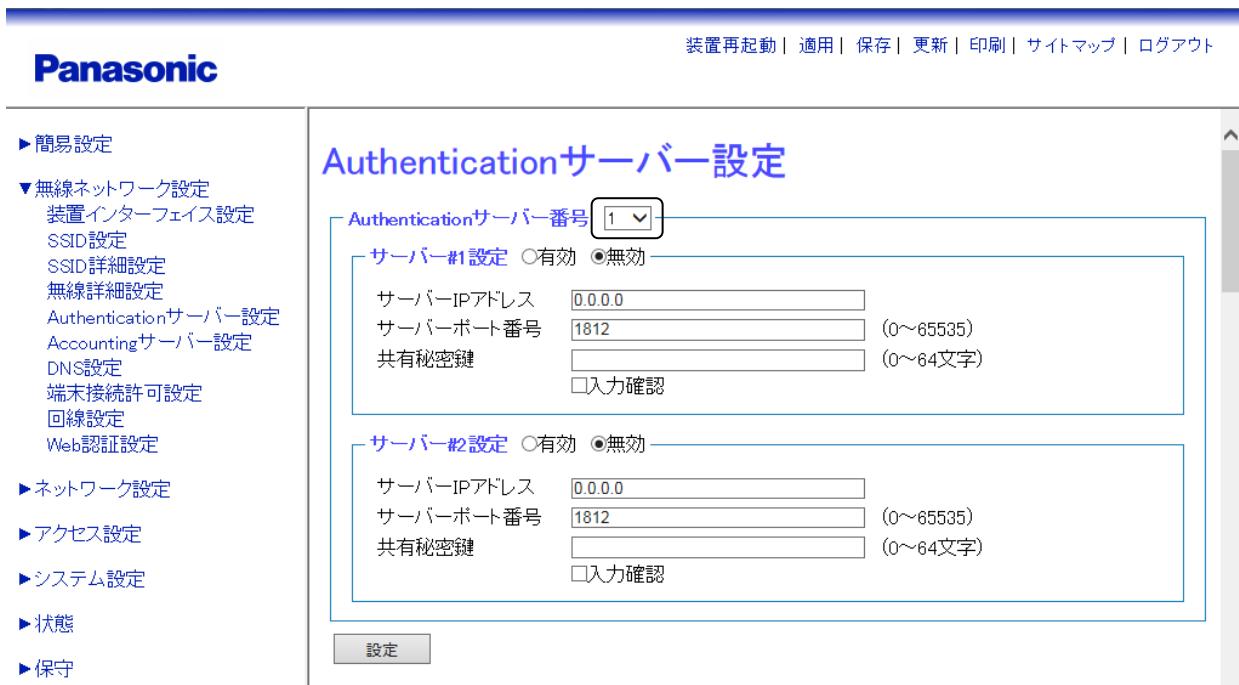 装置再起動| 適用| 保存| 更新| 印刷| サイトマップ| ログアウト
Panasonic
▶簡易設定
▼無線ネットワーク設定
装置インターフェイス設定
SSID設定
SSID詳細設定
無線詳細設定
Authenticationサーバー設定
Accountingサーバー設定
DNS設定
端末接続許可設定
回線設定
Web認証設定
▶ネットワーク設定
▶アクセス設定
▶システム設定
▶状態
▶保守
Authenticationサーバー設定
Authenticationサーバー番号 1
サーバー#1設定 ○有効 ◉無効
サーバーIPアドレス 0.0.0.0
サーバーポート番号 1812 (0～65535)
共有秘密鍵 (0～64文字)
□入力確認
サーバー#2設定 ○有効 ◉無効
サーバーIPアドレス 0.0.0.0
サーバーポート番号 1812 (0～65535)
共有秘密鍵 (0～64文字)
□入力確認
設定